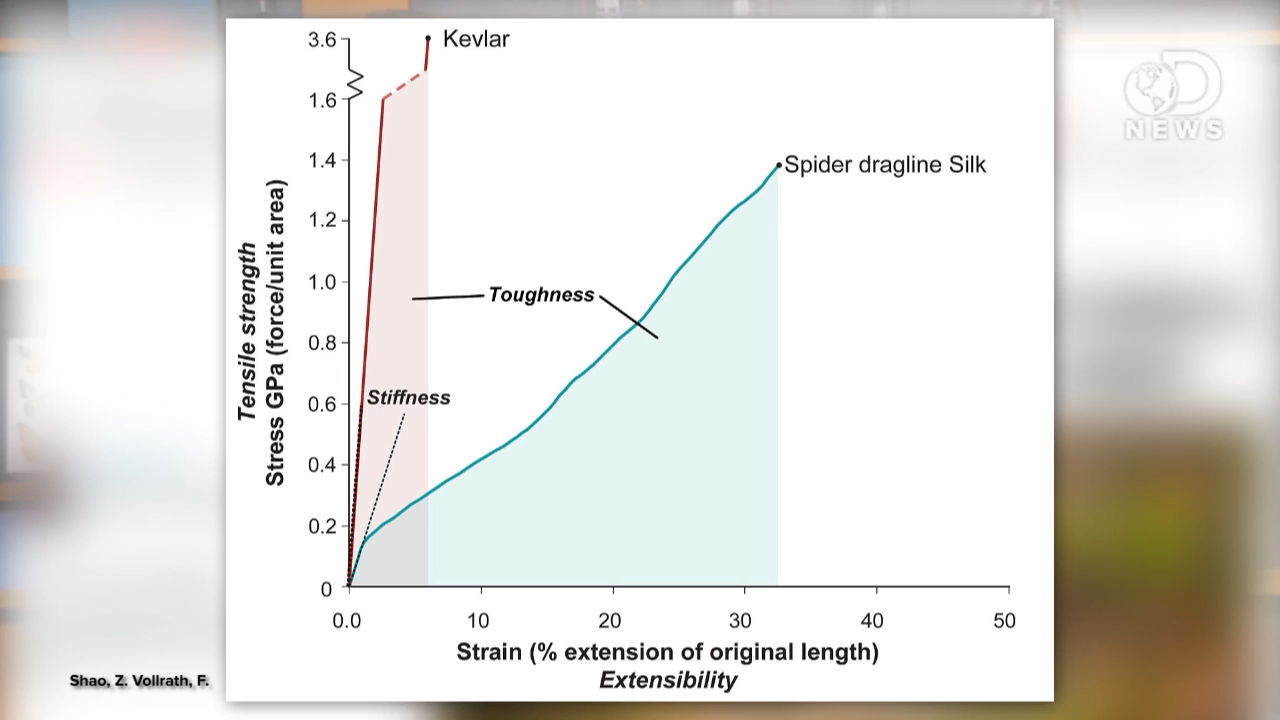 D
NEWS
3.6
Kevlar
1.6
1.4
Spider dragline Silk
1.2
1.0
Toughness
0.8
0.6
Stiffness
0.4
0.2
0
Tensile strength
Stress GPa (force/unit area)
0.0 10 20 30 40 50
Strain (% extension of original length)
Extensibility
Shao, Z. Vollrath, F.